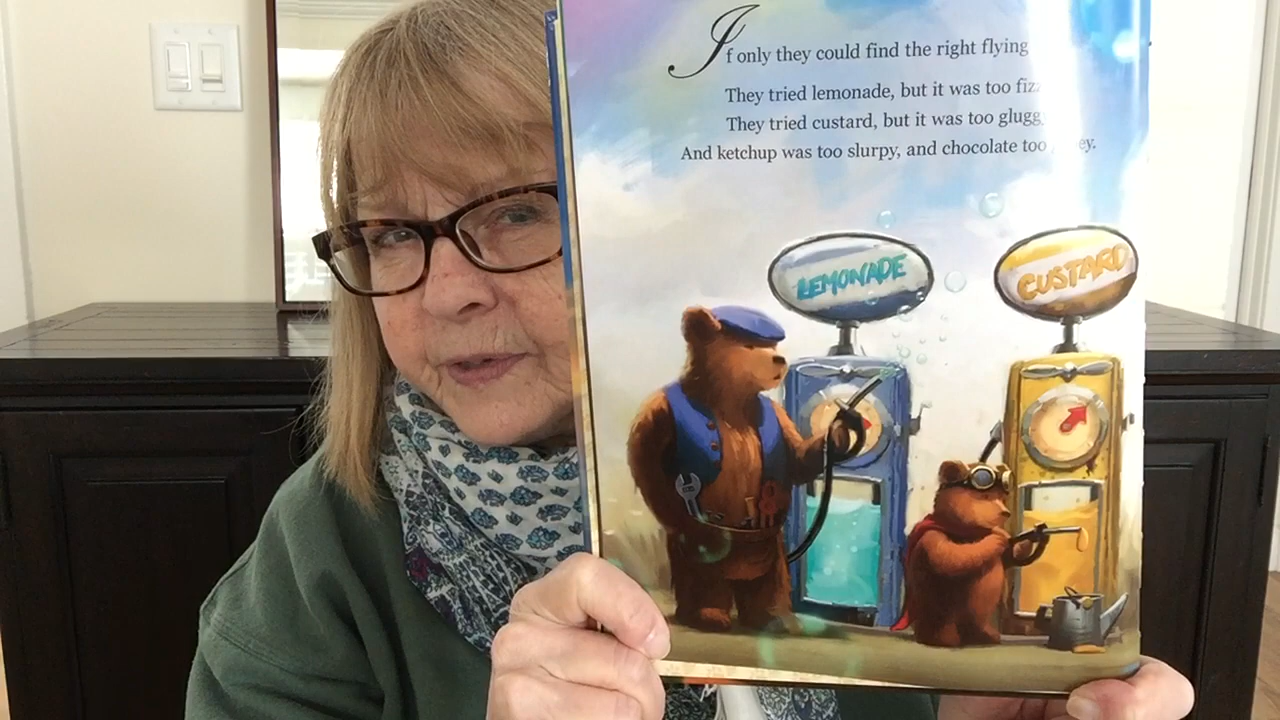 If only they could find the right flying
They tried lemonade, but it was too
They tried custard, but it was too
And ketchup was too slurpy, and chocolate too
LEMONADE
CUSTARD